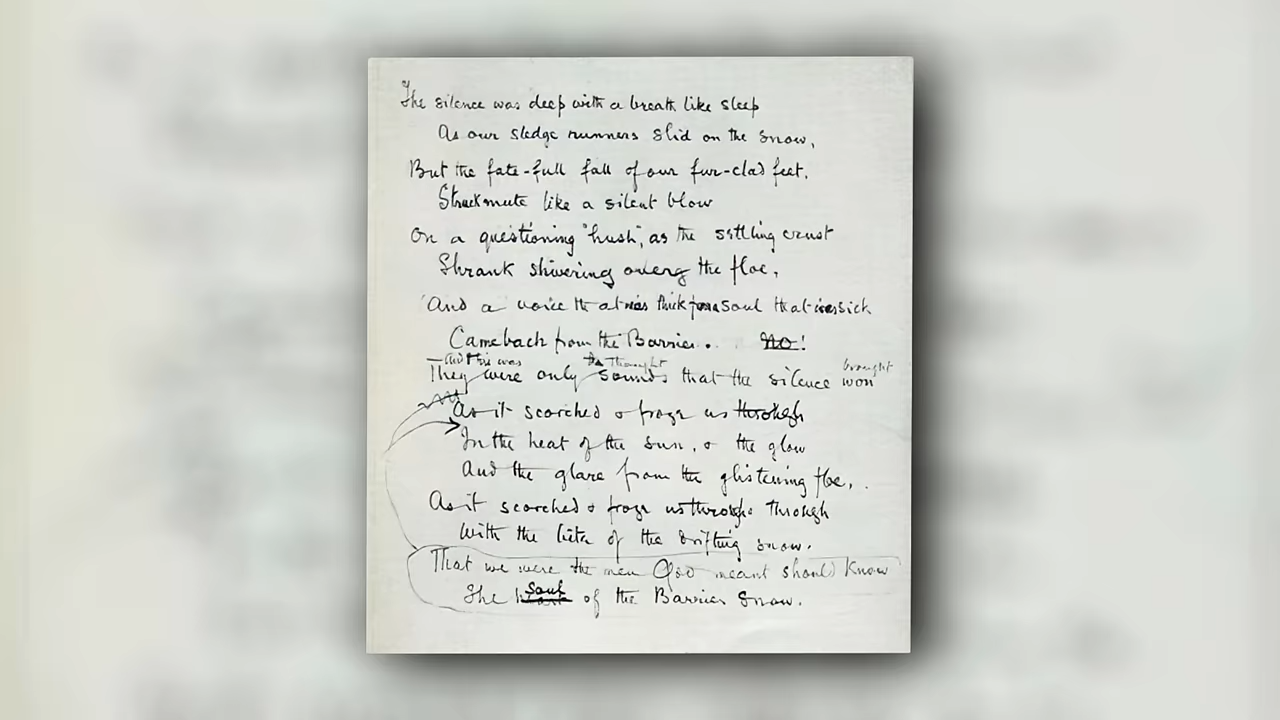 The silence was deep with a breath like sleep
As our sledge runners slid on the snow,
But the fate-full fall of our fur-clad feet.
Struck mute like a silent blow
On a questioning "hush", as the settling crust
Shrank shivering over the floe,
And a voice that was thick from a soul that was sick
Came back from the Barrier. . No!
And this was Thought brought
They were only sounds that the silence won
As it scorched & froze us through
In the heat of the sun, & the glow
And the glare from the glistening floe, .
As it scorched & froze us through through
With the bite of the drifting snow.
That we were the men God meant should know
The Soul of the Barrier Snow.